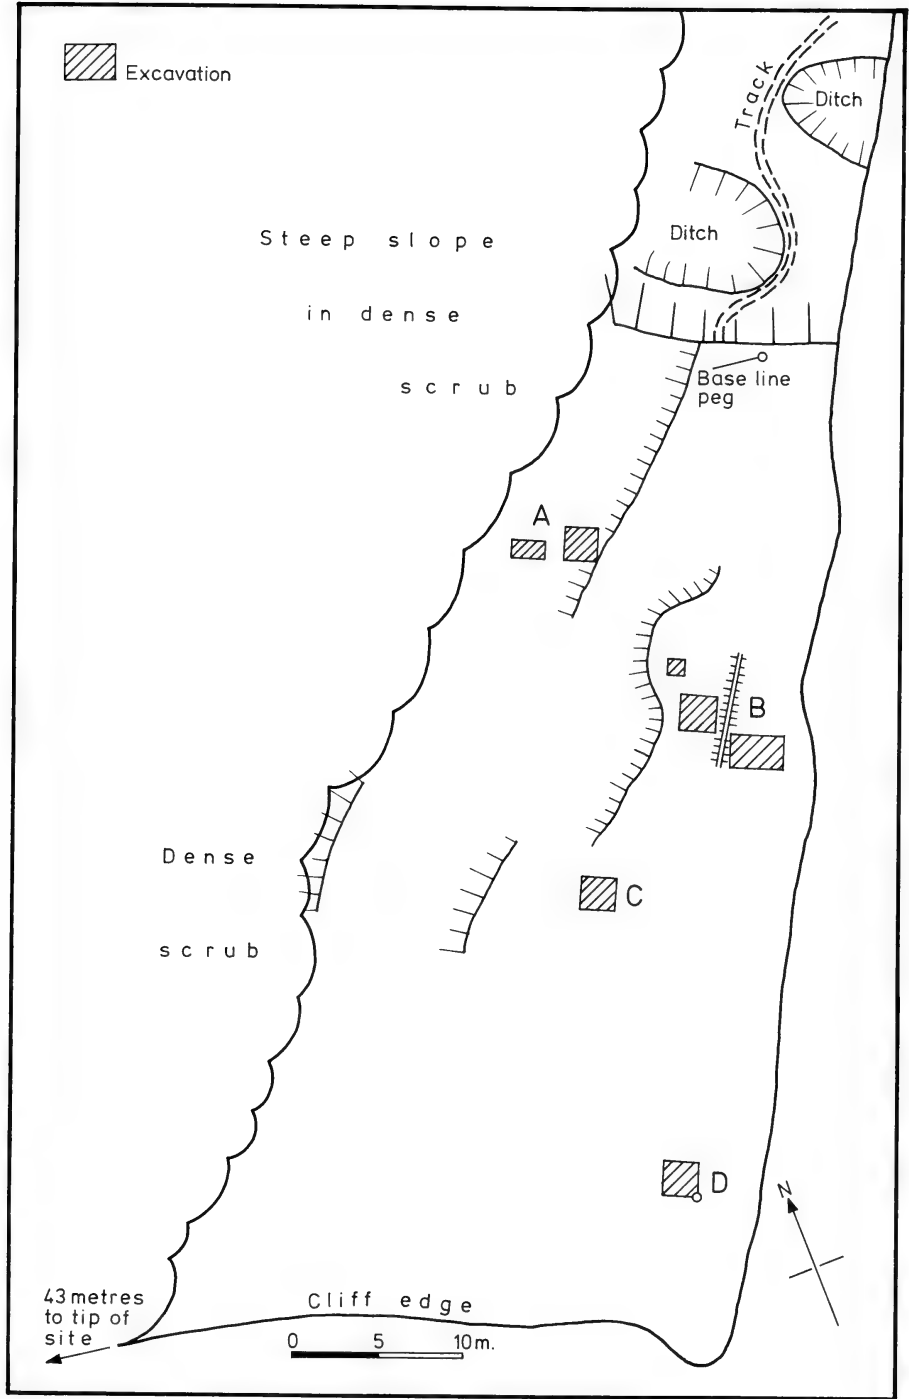 Excavation
Track
Ditch
Ditch
Steep slope
in dense
scrub
Base line
peg
A
B
Dense
scrub
C
D
N
43 metres
to tip of
site
Cliff edge
0 5 10m.